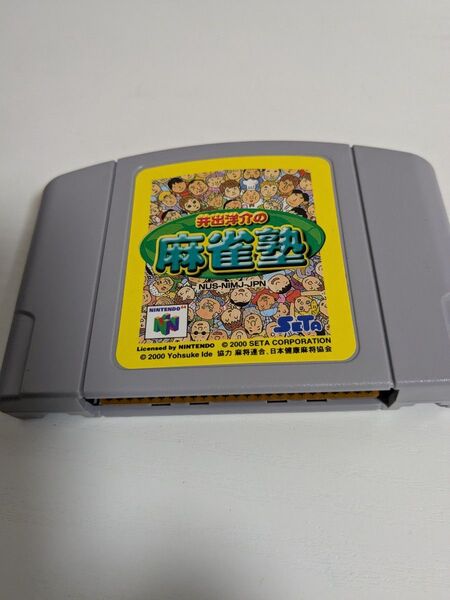 井出洋介の
麻雀塾
NUS-NIMJ-JPN
NINTENDO 64
N
SETA
Licensed by NINTENDO © 2000 SETA CORPORATION
© 2000 Yohsuke Ide 協力 麻将連合、日本健康麻将協会